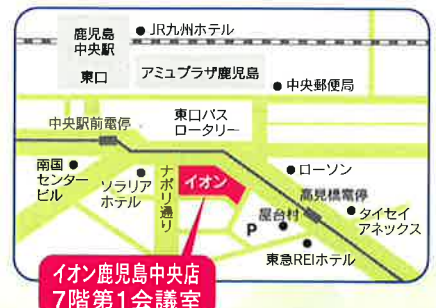 鹿児島
中央駅
東口
JR九州ホテル
アミュプラザ鹿児島
中央郵便局
中央駅前電停
東口バス
ロータリー
南国
センター
ビル
ソラリア
ホテル
ナポリ通り
イオン
ローソン
高見橋電停
屋台村
P
タイセイ
アネックス
東急REIホテル
イオン鹿児島中央店
7階第1会議室